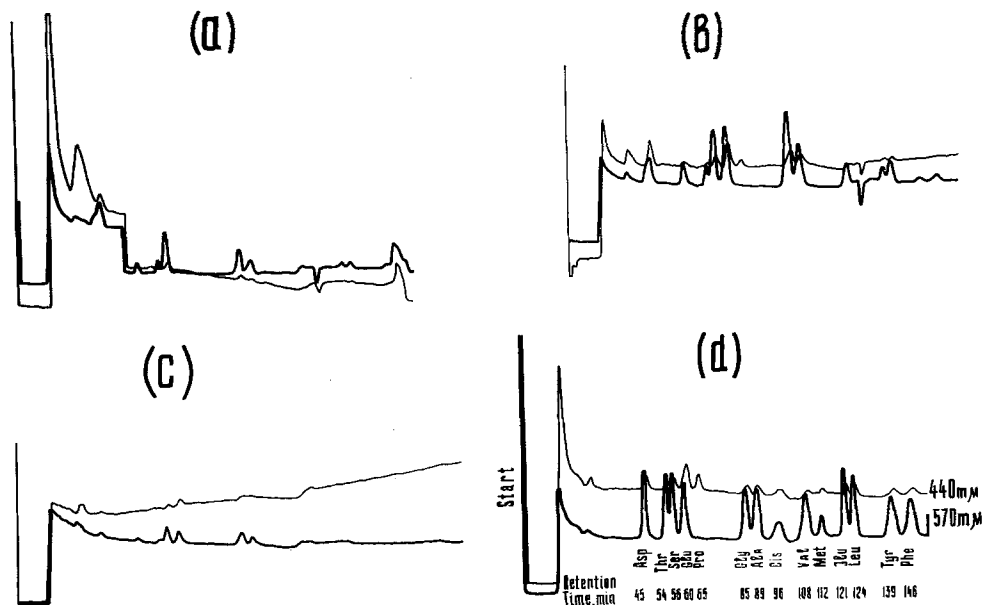 (a)
(B)
(C)
(d)
Start
440mμ
570mμ
Asp Thr Ser Glu Pro Gly Ala Cis Val Met Ilu Leu Tyr Phe
Retention
Time, min 45 54 56 60 65 85 89 96 108 112 121 124 139 146